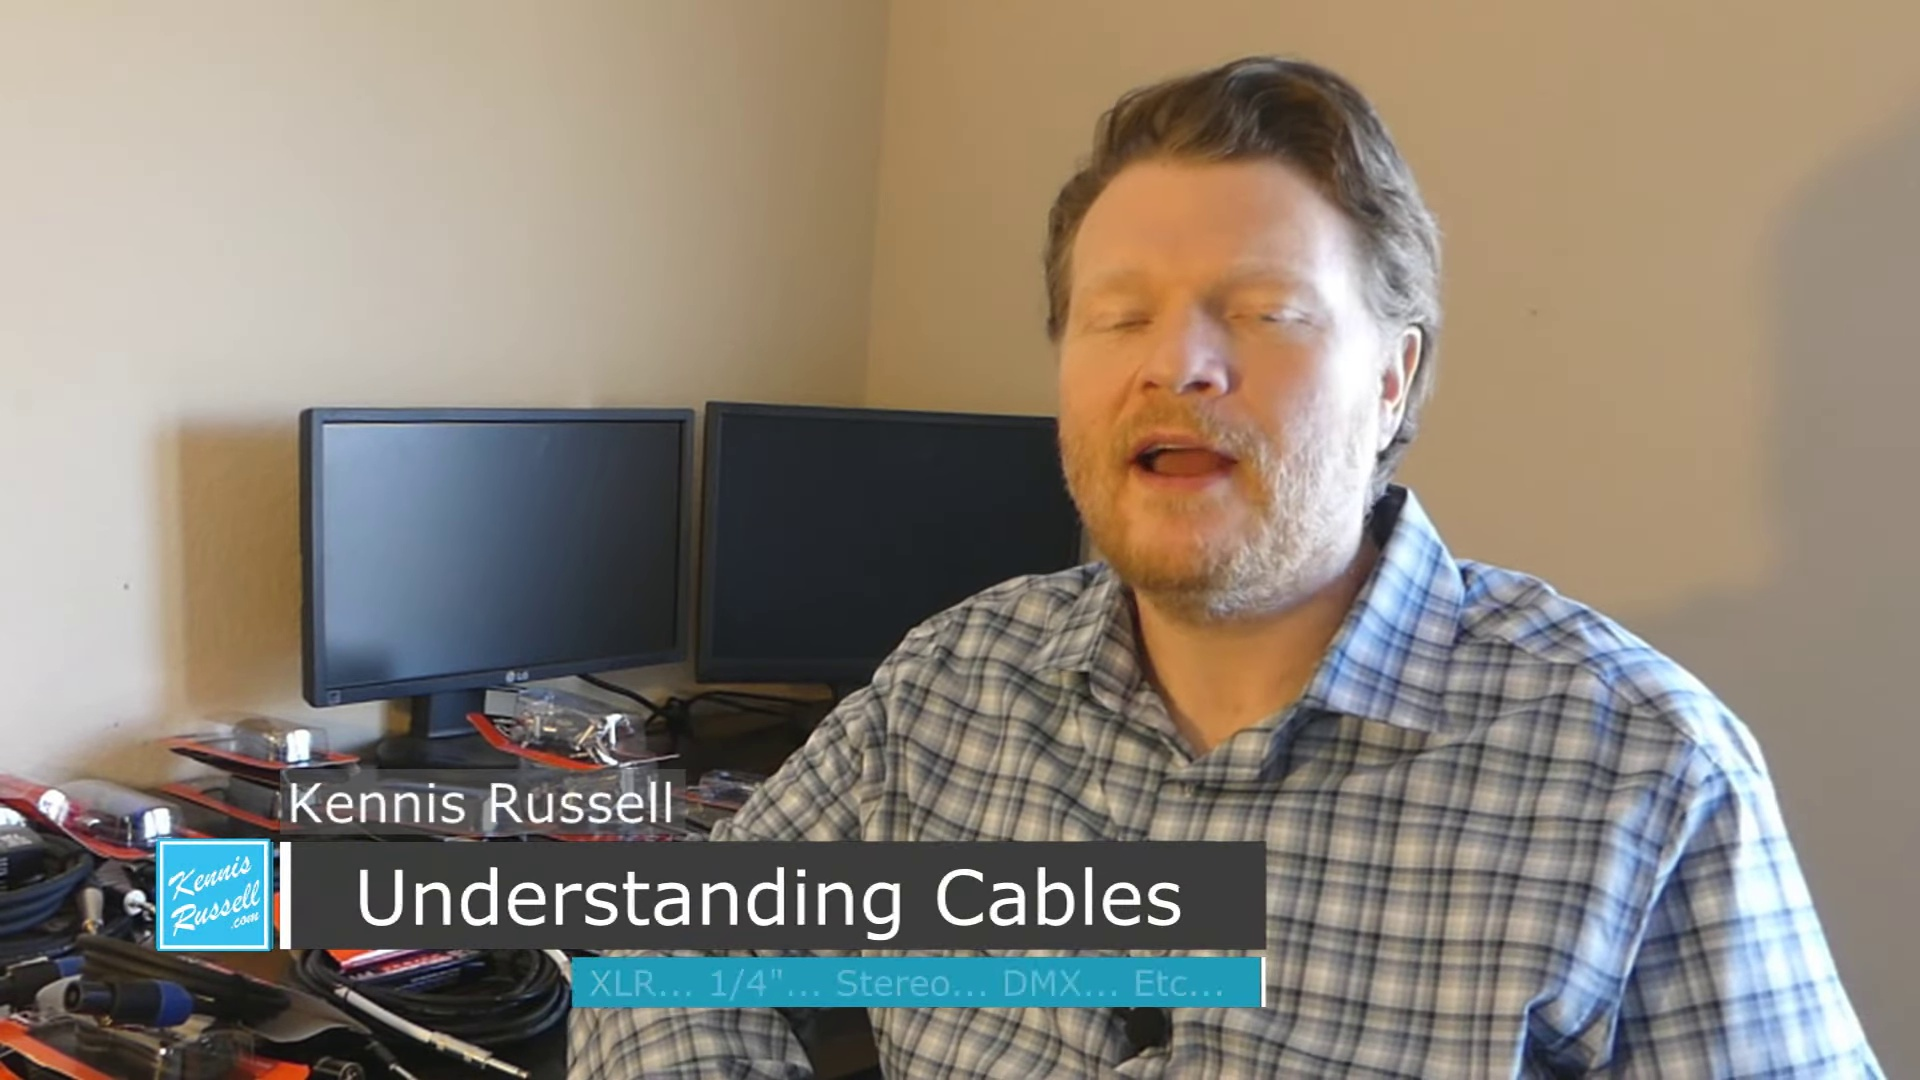 LG
Kennis Russell
Kennis
Russell
.com
Understanding Cables
XLR... 1/4"... Stereo... DMX... Etc...